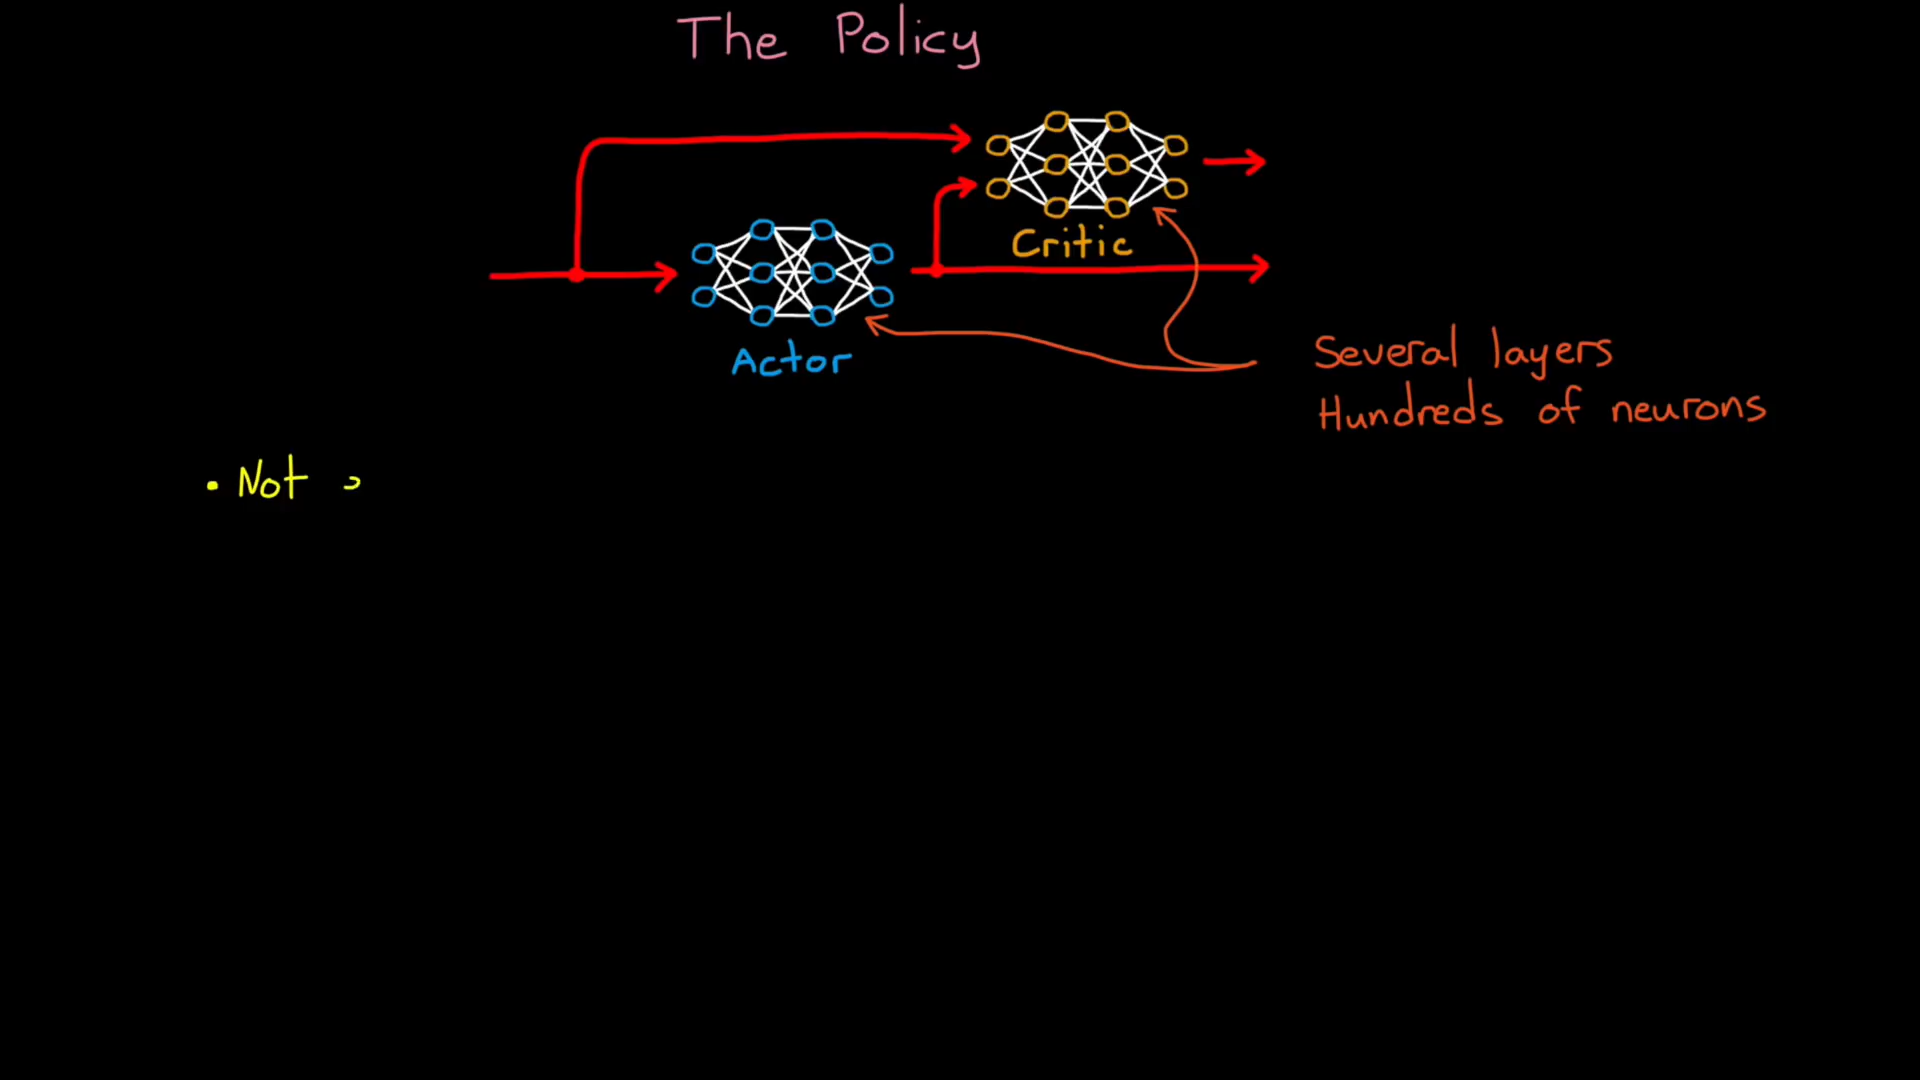 The Policy
Critic
Actor
Several layers
Hundreds of neurons
• Not